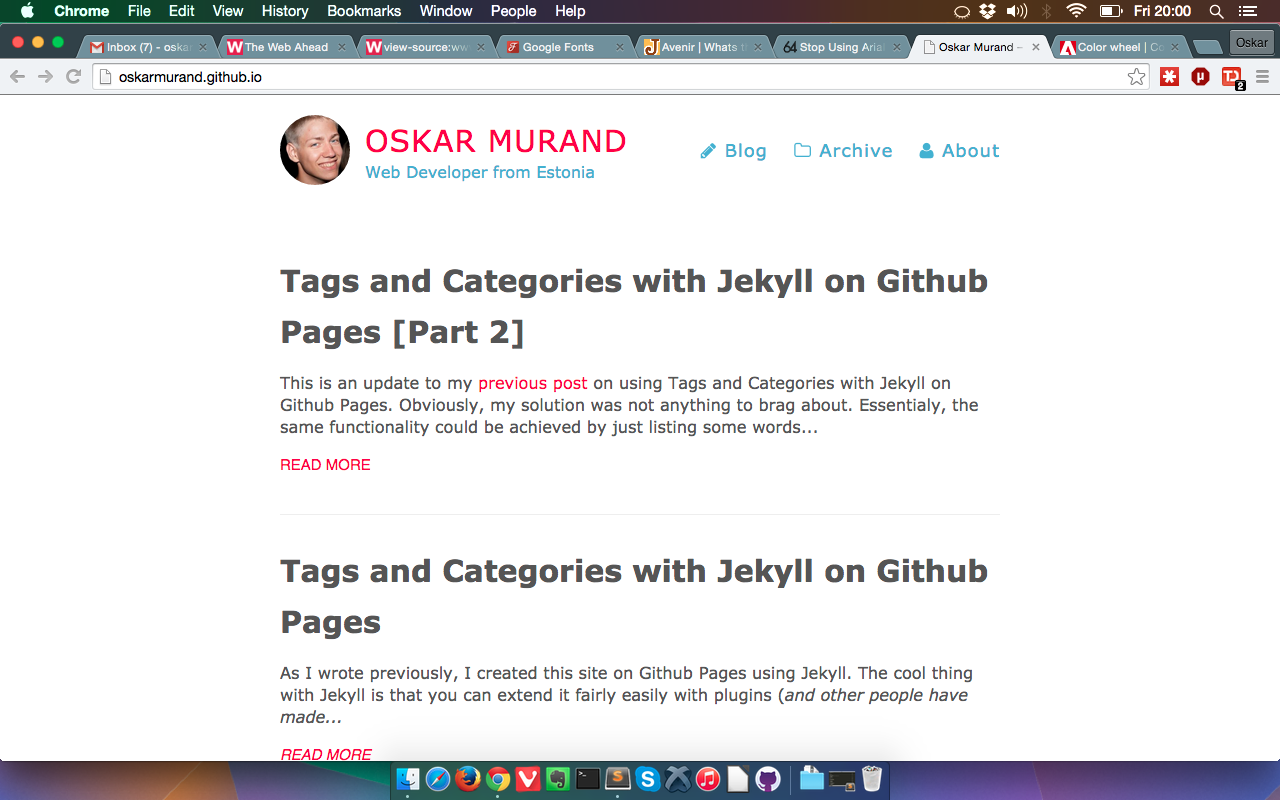 Chrome File Edit View History Bookmarks Window People Help Fri 20:00
Inbox (7) - oska The Web Ahead view-source:ww Google Fonts Avenir | Whats t 64 Stop Using Aria Oskar Murand – Color wheel | Co Oskar
oskarmurand.github.io 2
OSKAR MURAND
Web Developer from Estonia
Blog Archive About
Tags and Categories with Jekyll on Github
Pages [Part 2]
This is an update to my previous post on using Tags and Categories with Jekyll on
Github Pages. Obviously, my solution was not anything to brag about. Essentialy, the
same functionality could be achieved by just listing some words...
READ MORE
Tags and Categories with Jekyll on Github
Pages
As I wrote previously, I created this site on Github Pages using Jekyll. The cool thing
with Jekyll is that you can extend it fairly easily with plugins (and other people have
made...
READ MORE